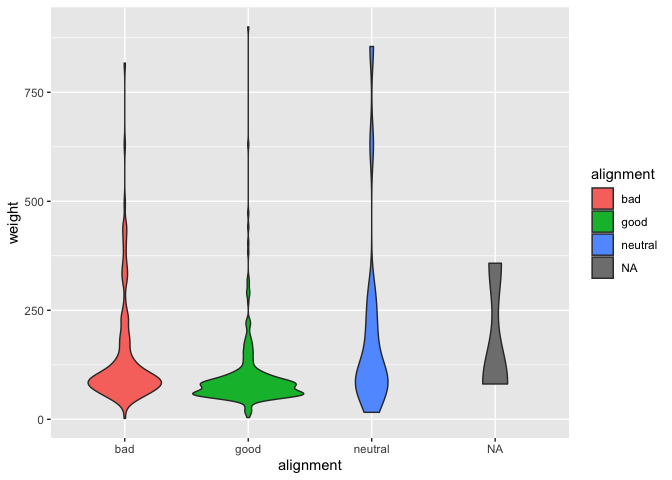 weight
750
500
250
0
bad good neutral NA
alignment
alignment
bad
good
neutral
NA